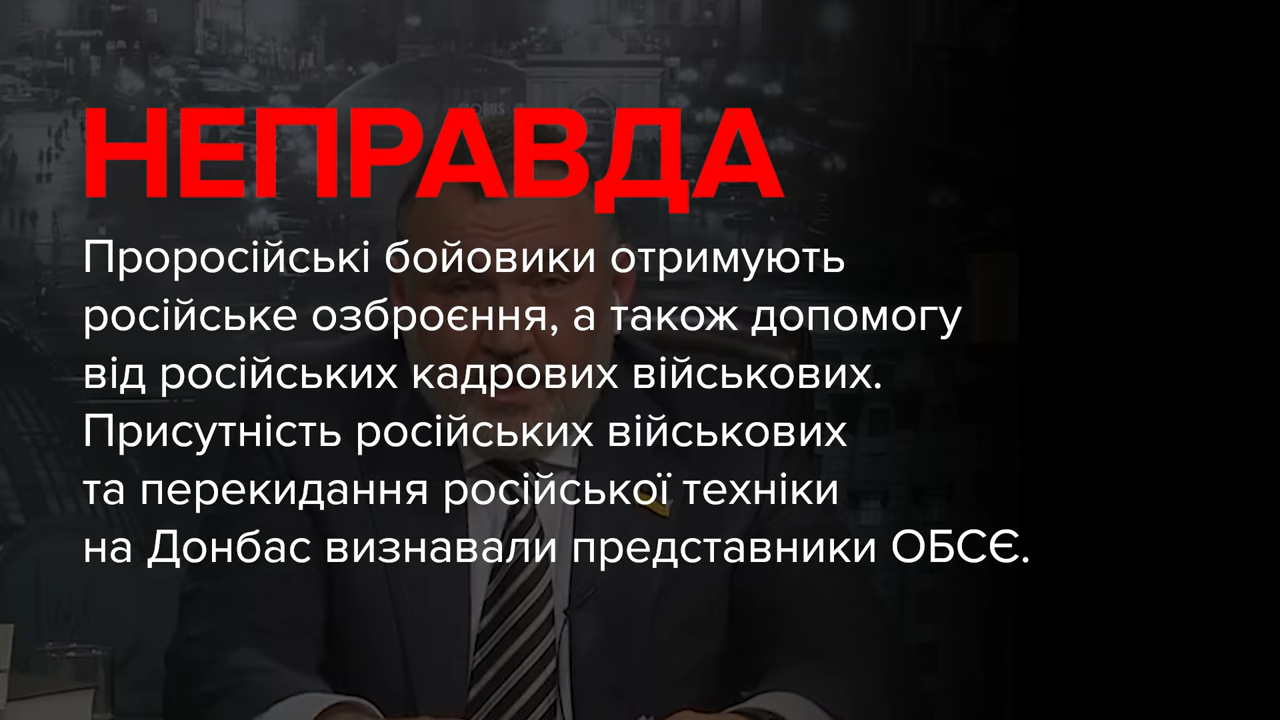 НЕПРАВДА
Проросійські бойовики отримують
російське озброєння, а також допомогу
від російських кадрових військових.
Присутність російських військових
та перекидання російської техніки
на Донбас визнавали представники ОБСЄ.